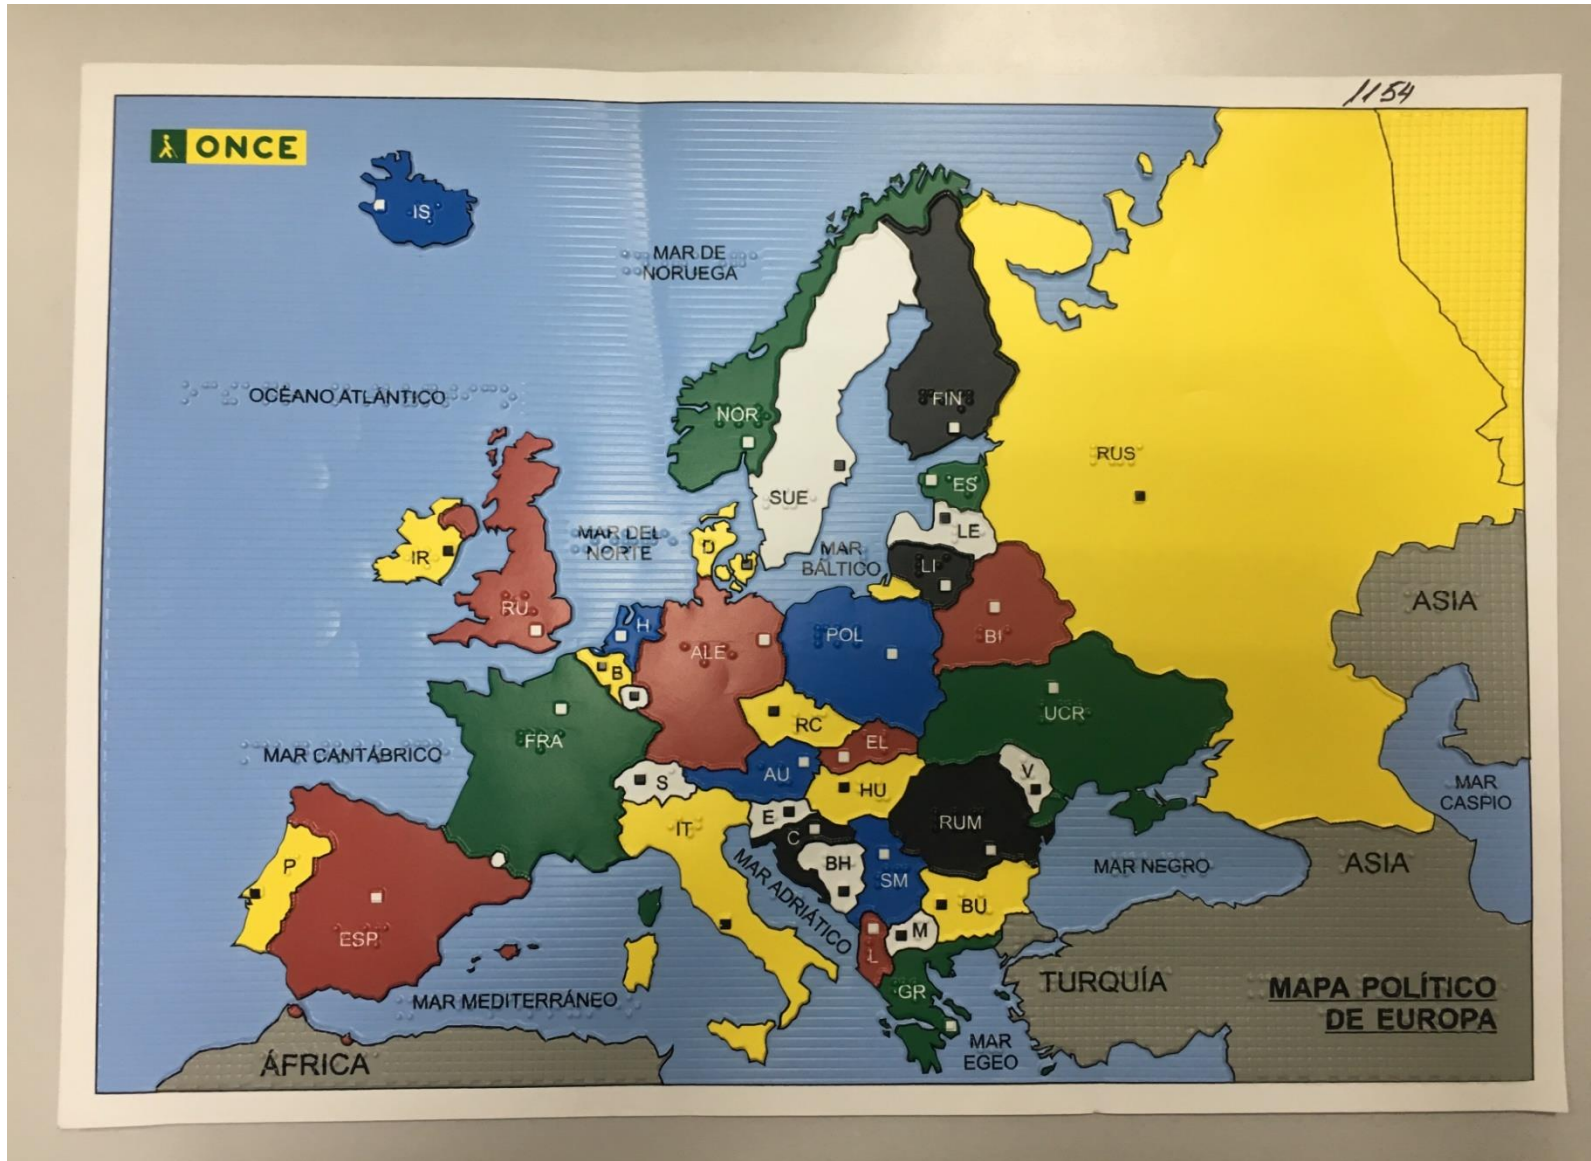 1154
ONCE
IS
MAR DE
NORUEGA
OCÉANO ATLÁNTICO
NOR
FIN
SUE
RUS
ES
LE
MAR DEL
NORTE
MAR
BÁLTICO
LI
IR
D
RU
H
ALE
POL
BI
ASIA
B
UCR
RC
FRA
EL
MAR CANTÁBRICO
S
AU
HU
V
MAR
CASPIO
E
IT
C
RUM
BH
SM
MAR NEGRO
ASIA
P
MAR ADRIÁTICO
BU
ESP
M
L
GR
TURQUÍA
MAR MEDITERRÁNEO
MAPA POLÍTICO
DE EUROPA
MAR
EGEO
ÁFRICA